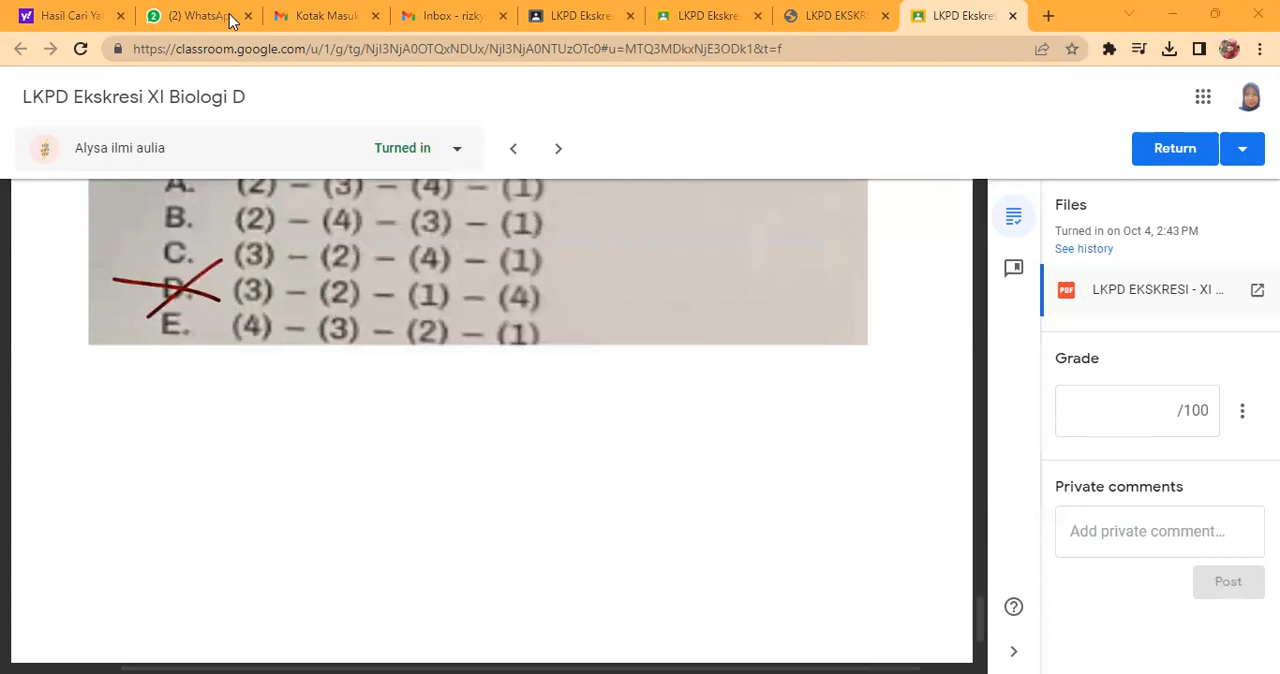 Hasil Cari Ya
(2) WhatsAp
Kotak Masuk
Inbox - rizky
LKPD Ekskre
LKPD Ekskre
LKPD EKSKR
LKPD Ekskre
https://classroom.google.com/u/1/g/tg/NjI3NjA0OTQxNDUx/NjI3NjA0NTUzOTc0#u=MTQ3MDkxNjE3ODk1&t=f
LKPD Ekskresi XI Biologi D
Alysa ilmi aulia
Turned in
Return
A. (2) – (3) – (4) – (1)
B. (2) – (4) – (3) – (1)
C. (3) – (2) – (4) – (1)
D. (3) – (2) – (1) – (4)
E. (4) – (3) – (2) – (1)
Files
Turned in on Oct 4, 2:43 PM
See history
PDF
LKPD EKSKRESI - XI ...
Grade
/100
Private comments
Add private comment...
Post